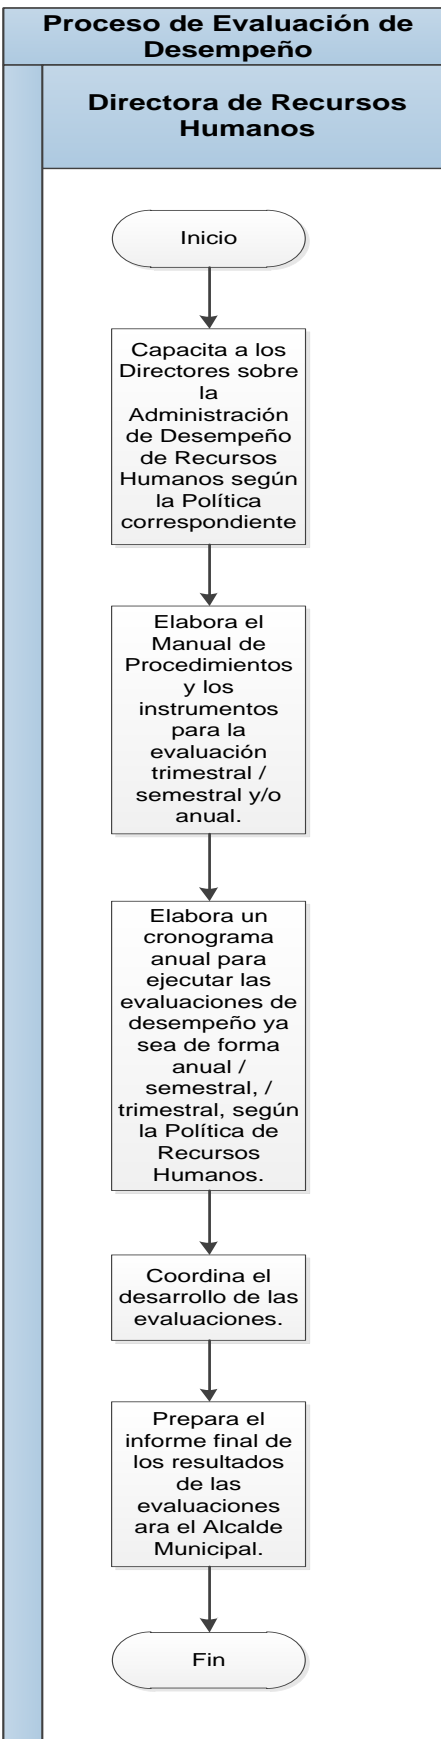 Proceso de Evaluación de
Desempeño
Directora de Recursos
Humanos
Inicio
Capacita a los
Directores sobre
la
Administración
de Desempeño
de Recursos
Humanos según
la Política
correspondiente
Elabora el
Manual de
Procedimientos
y los
instrumentos
para la
evaluación
trimestral /
semestral y/o
anual.
Elabora un
cronograma
anual para
ejecutar las
evaluaciones de
desempeño ya
sea de forma
anual /
semestral, /
trimestral, según
la Política de
Recursos
Humanos.
Coordina el
desarrollo de las
evaluaciones.
Prepara el
informe final de
los resultados
de las
evaluaciones
ara el Alcalde
Municipal.
Fin